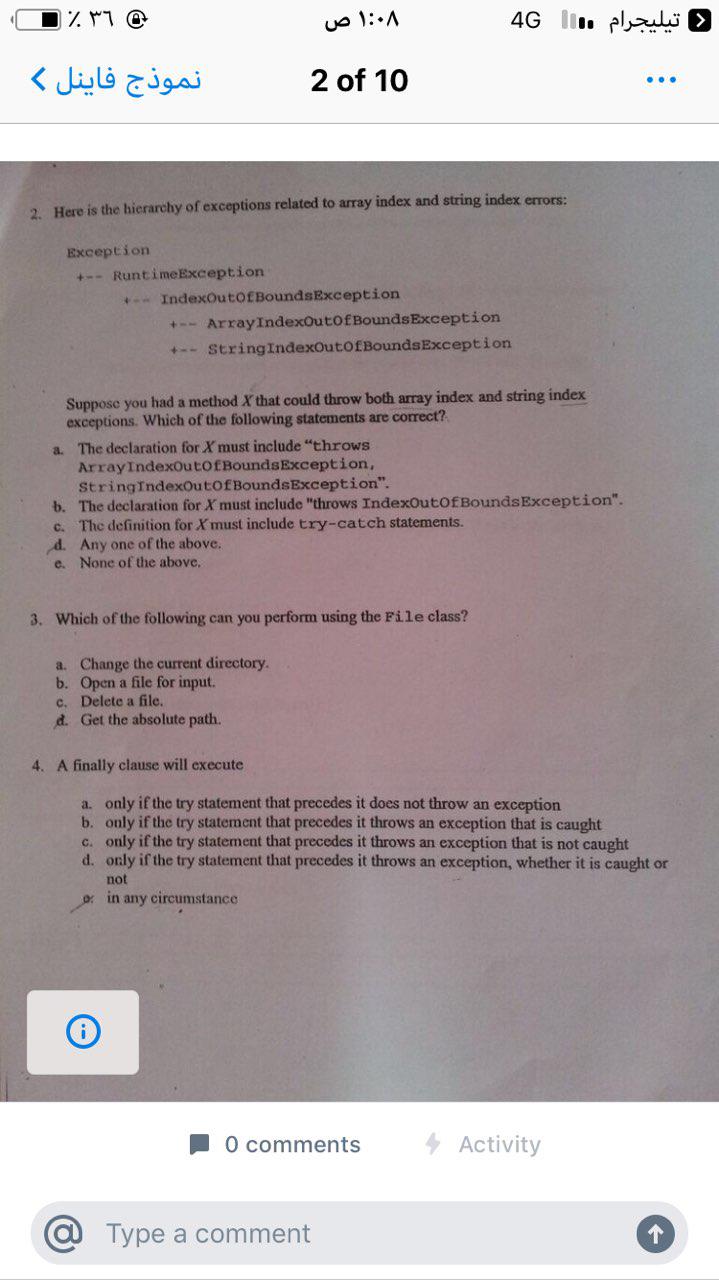 ٪ ٣٦ ١:٠٨ ص 4G تيليجرام
نموذج فاينل 2 of 10
2. Here is the hierarchy of exceptions related to array index and string index errors:
Exception
+-- RuntimeException
+-- IndexOutOfBoundsException
+-- ArrayIndexOutOfBoundsException
+-- StringIndexOutOfBoundsException
Suppose you had a method X that could throw both array index and string index
exceptions. Which of the following statements are correct?
a. The declaration for X must include “throws
ArrayIndexOutOfBoundsException,
StringIndexOutOfBoundsException”.
b. The declaration for X must include "throws IndexOutOfBoundsException".
c. The definition for X must include try-catch statements.
d. Any one of the above.
e. None of the above.
3. Which of the following can you perform using the File class?
a. Change the current directory.
b. Open a file for input.
c. Delete a file.
d. Get the absolute path.
4. A finally clause will execute
a. only if the try statement that precedes it does not throw an exception
b. only if the try statement that precedes it throws an exception that is caught
c. only if the try statement that precedes it throws an exception that is not caught
d. only if the try statement that precedes it throws an exception, whether it is caught or
not
e. in any circumstance
0 comments Activity
@ Type a comment